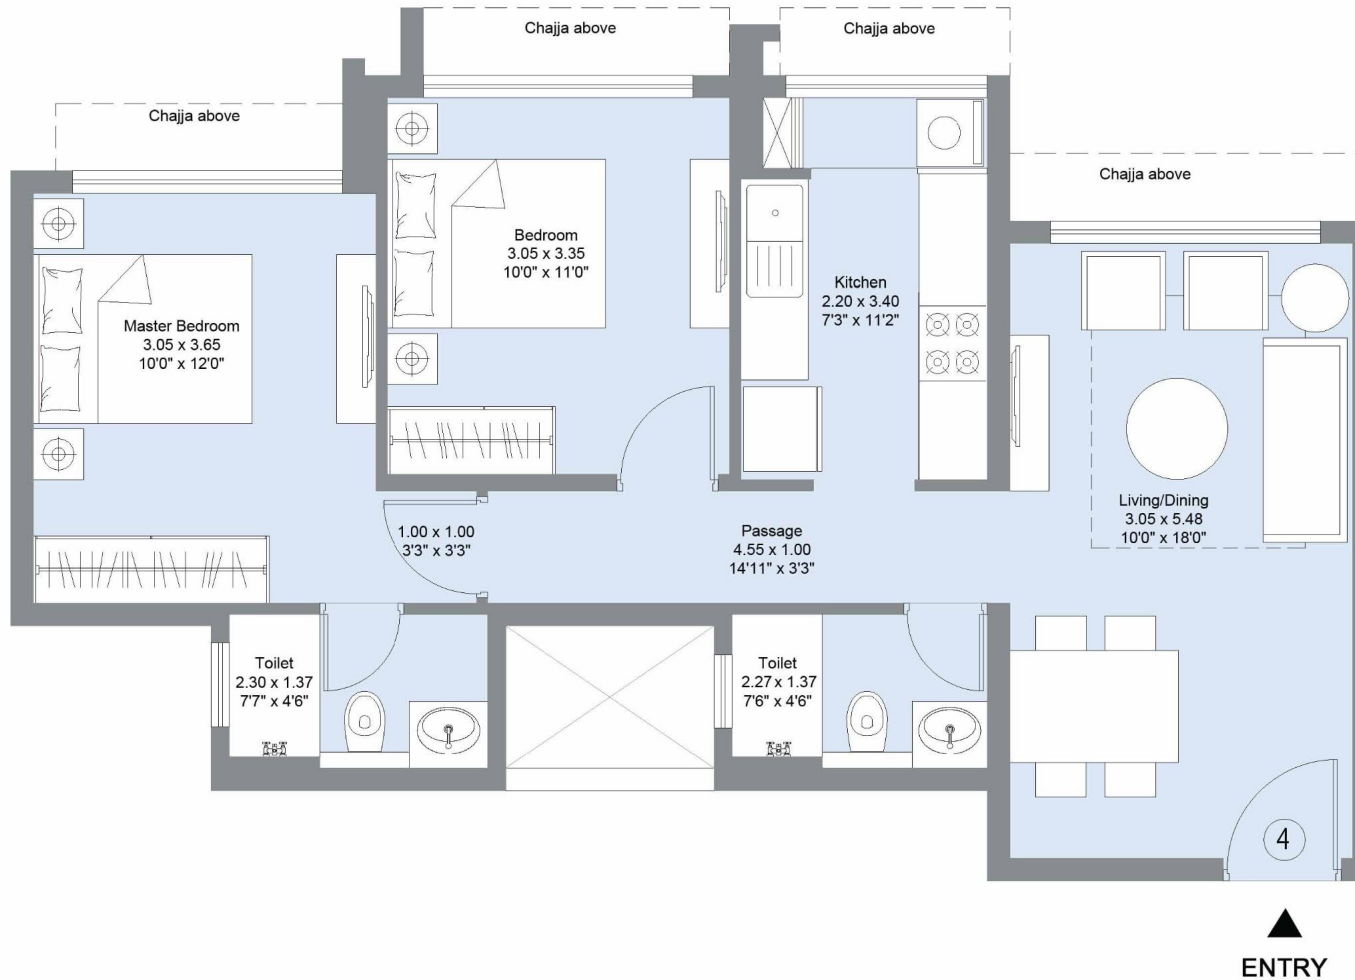 Chajja above
Chajja above
Chajja above
Chajja above
Master Bedroom
3.05 x 3.65
10'0" x 12'0"
Bedroom
3.05 x 3.35
10'0" x 11'0"
Kitchen
2.20 x 3.40
7'3" x 11'2"
Living/Dining
3.05 x 5.48
10'0" x 18'0"
1.00 x 1.00
3'3" x 3'3"
Passage
4.55 x 1.00
14'11" x 3'3"
Toilet
2.30 x 1.37
7'7" x 4'6"
Toilet
2.27 x 1.37
7'6" x 4'6"
4
ENTRY